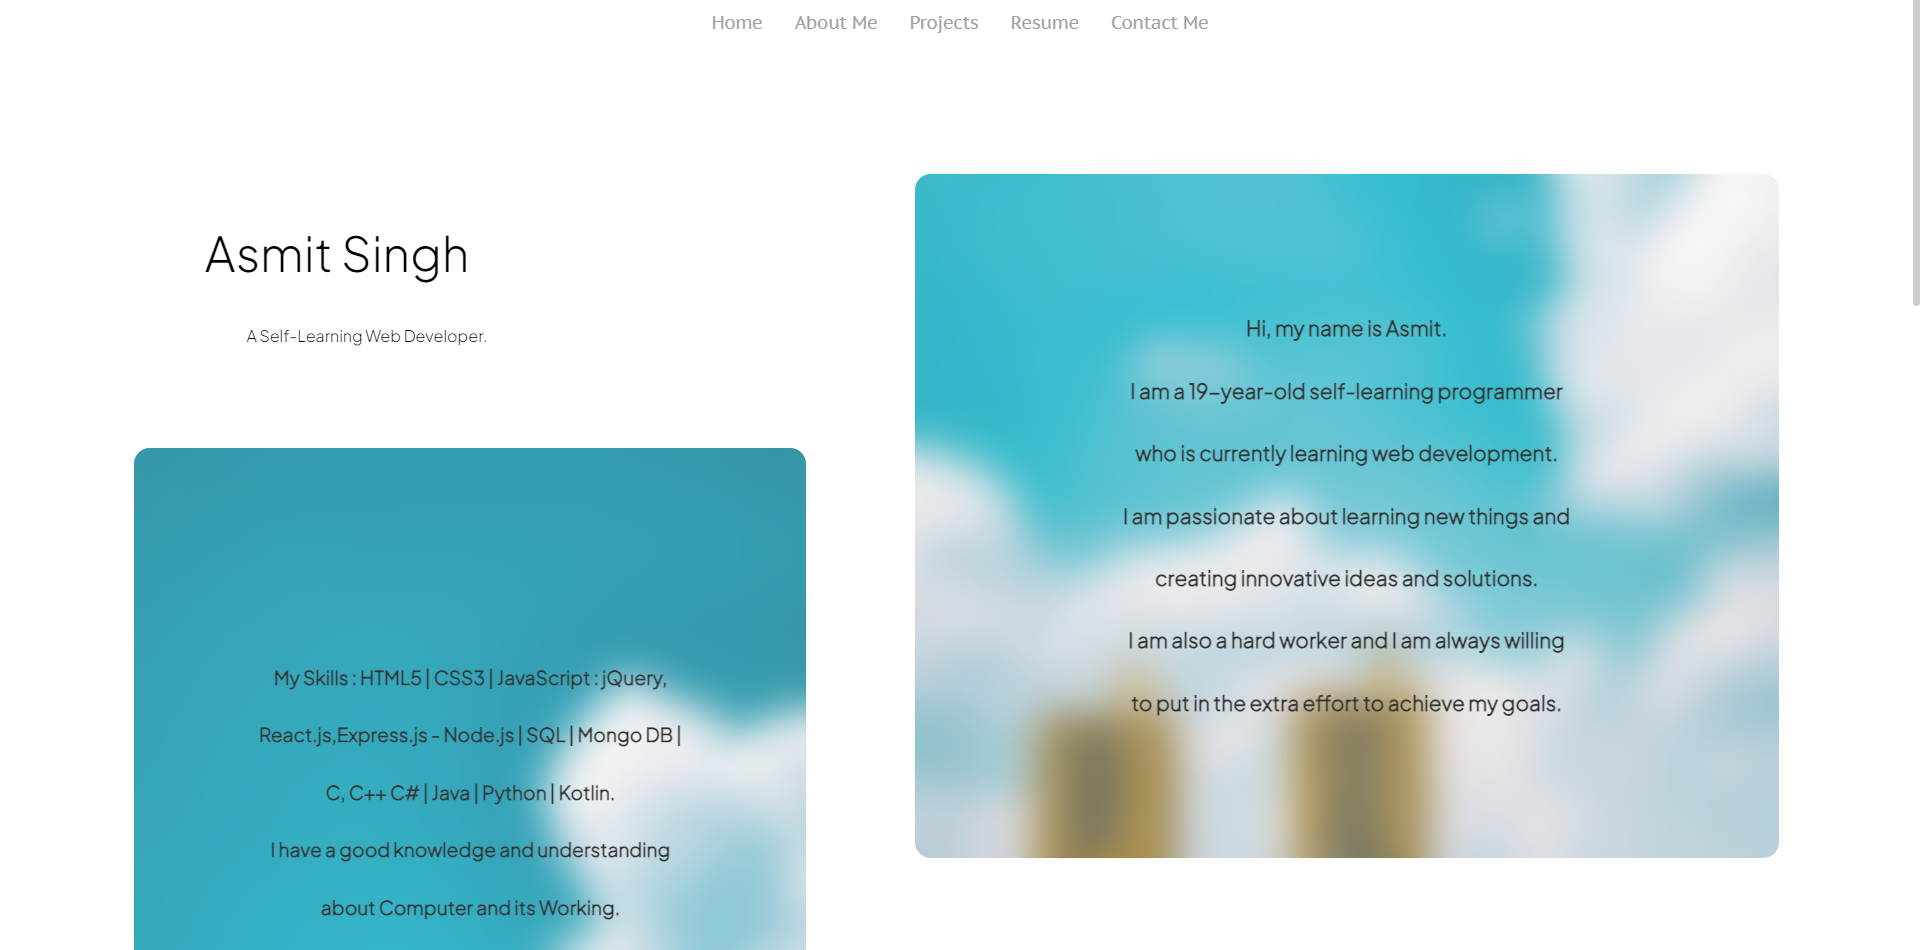 Home
About Me
Projects
Resume
Contact Me
Asmit Singh
A Self-Learning Web Developer.
My Skills : HTML5 | CSS3 | JavaScript : jQuery,
React.js,Express.js - Node.js | SQL | Mongo DB |
C, C++ C# | Java | Python | Kotlin.
I have a good knowledge and understanding
about Computer and its Working.
Hi, my name is Asmit.
I am a 19–year-old self-learning programmer
who is currently learning web development.
I am passionate about learning new things and
creating innovative ideas and solutions.
I am also a hard worker and I am always willing
to put in the extra effort to achieve my goals.